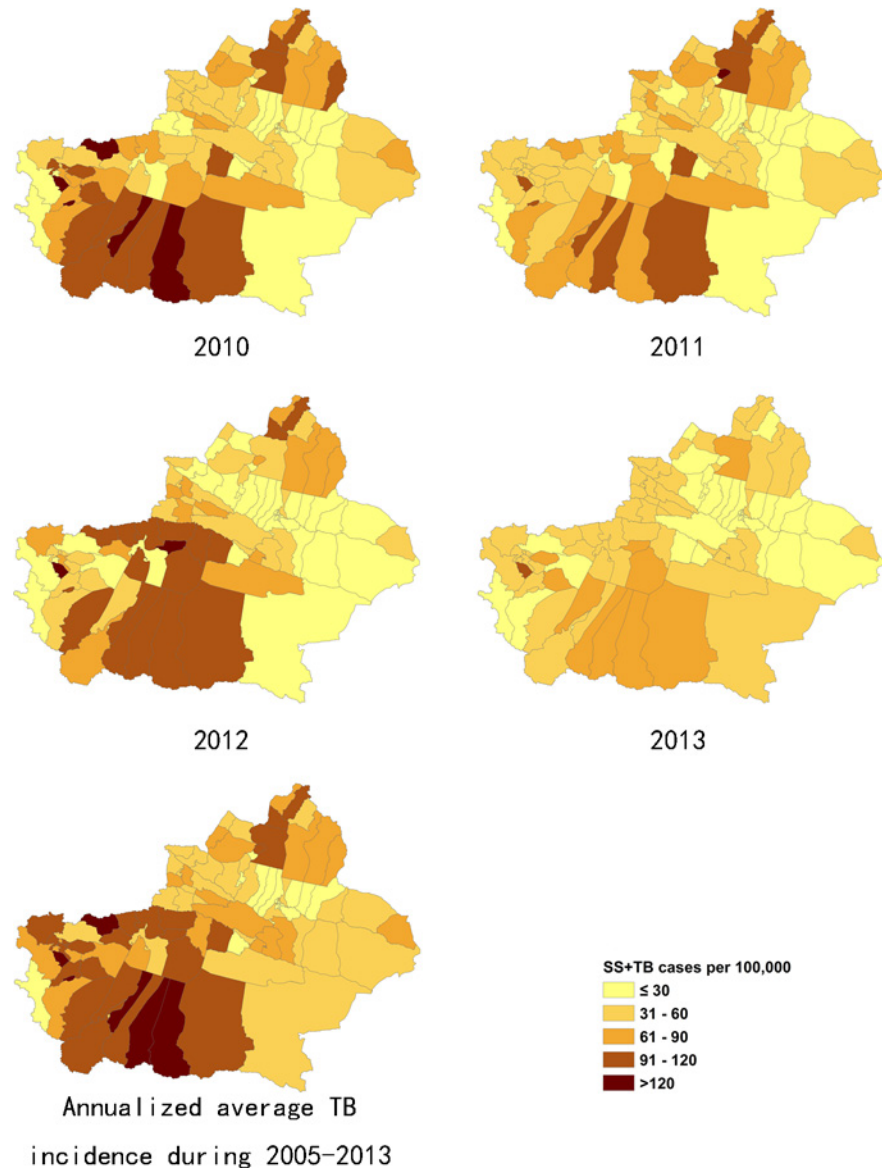 2010
2011
2012
2013
SS+TB cases per 100,000
≤ 30
31 - 60
61 - 90
91 - 120
>120
Annualized average TB
incidence during 2005-2013